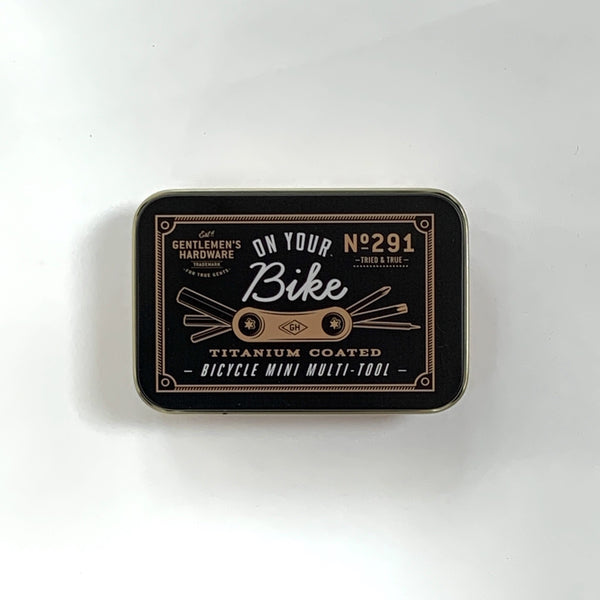 Est.d
GENTLEMEN'S
HARDWARE
TRADEMARK
-FOR TRUE GENTS-
ON YOUR
Bike
Nº291
—TRIED & TRUE—
GH
TITANIUM COATED
— BICYCLE MINI MULTI-TOOL —